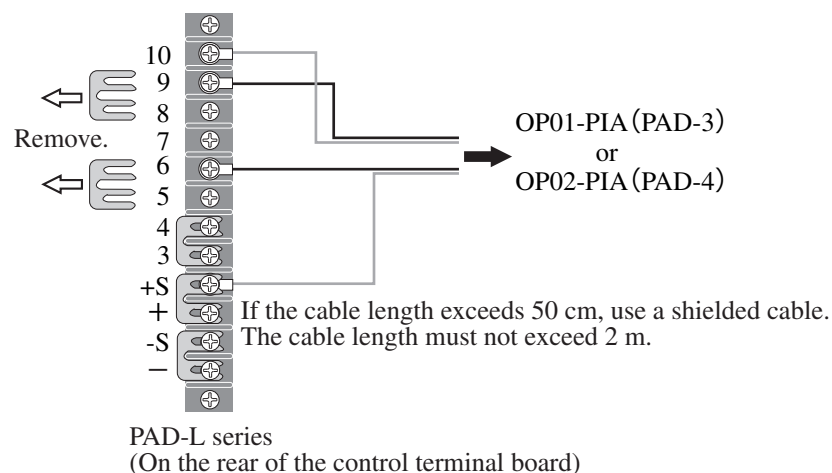 10
9
8
Remove.
7
6
5
4
3
+S
+
-S
−
OP01-PIA (PAD-3)
or
OP02-PIA (PAD-4)
If the cable length exceeds 50 cm, use a shielded cable.
The cable length must not exceed 2 m.
PAD-L series
(On the rear of the control terminal board)